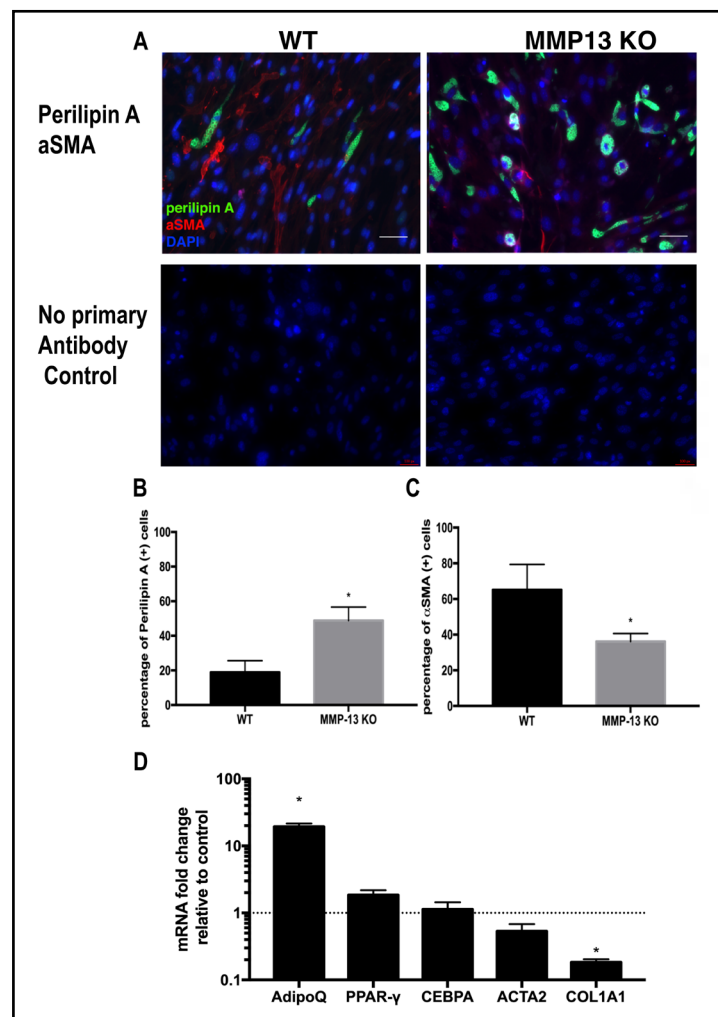 A
WT
MMP13 KO
Perilipin A
aSMA
perilipin A
aSMA
DAPI
No primary
Antibody
Control
B
percentage of Perilipin A (+) cells
100
80
60
40
20
0
*
WT
MMP-13 KO
C
percentage of αSMA (+) cells
100
80
60
40
20
0
*
WT
MMP-13 KO
D
mRNA fold change
relative to control
100
10
1
0.1
*
*
AdipoQ
PPAR-γ
CEBPA
ACTA2
COL1A1